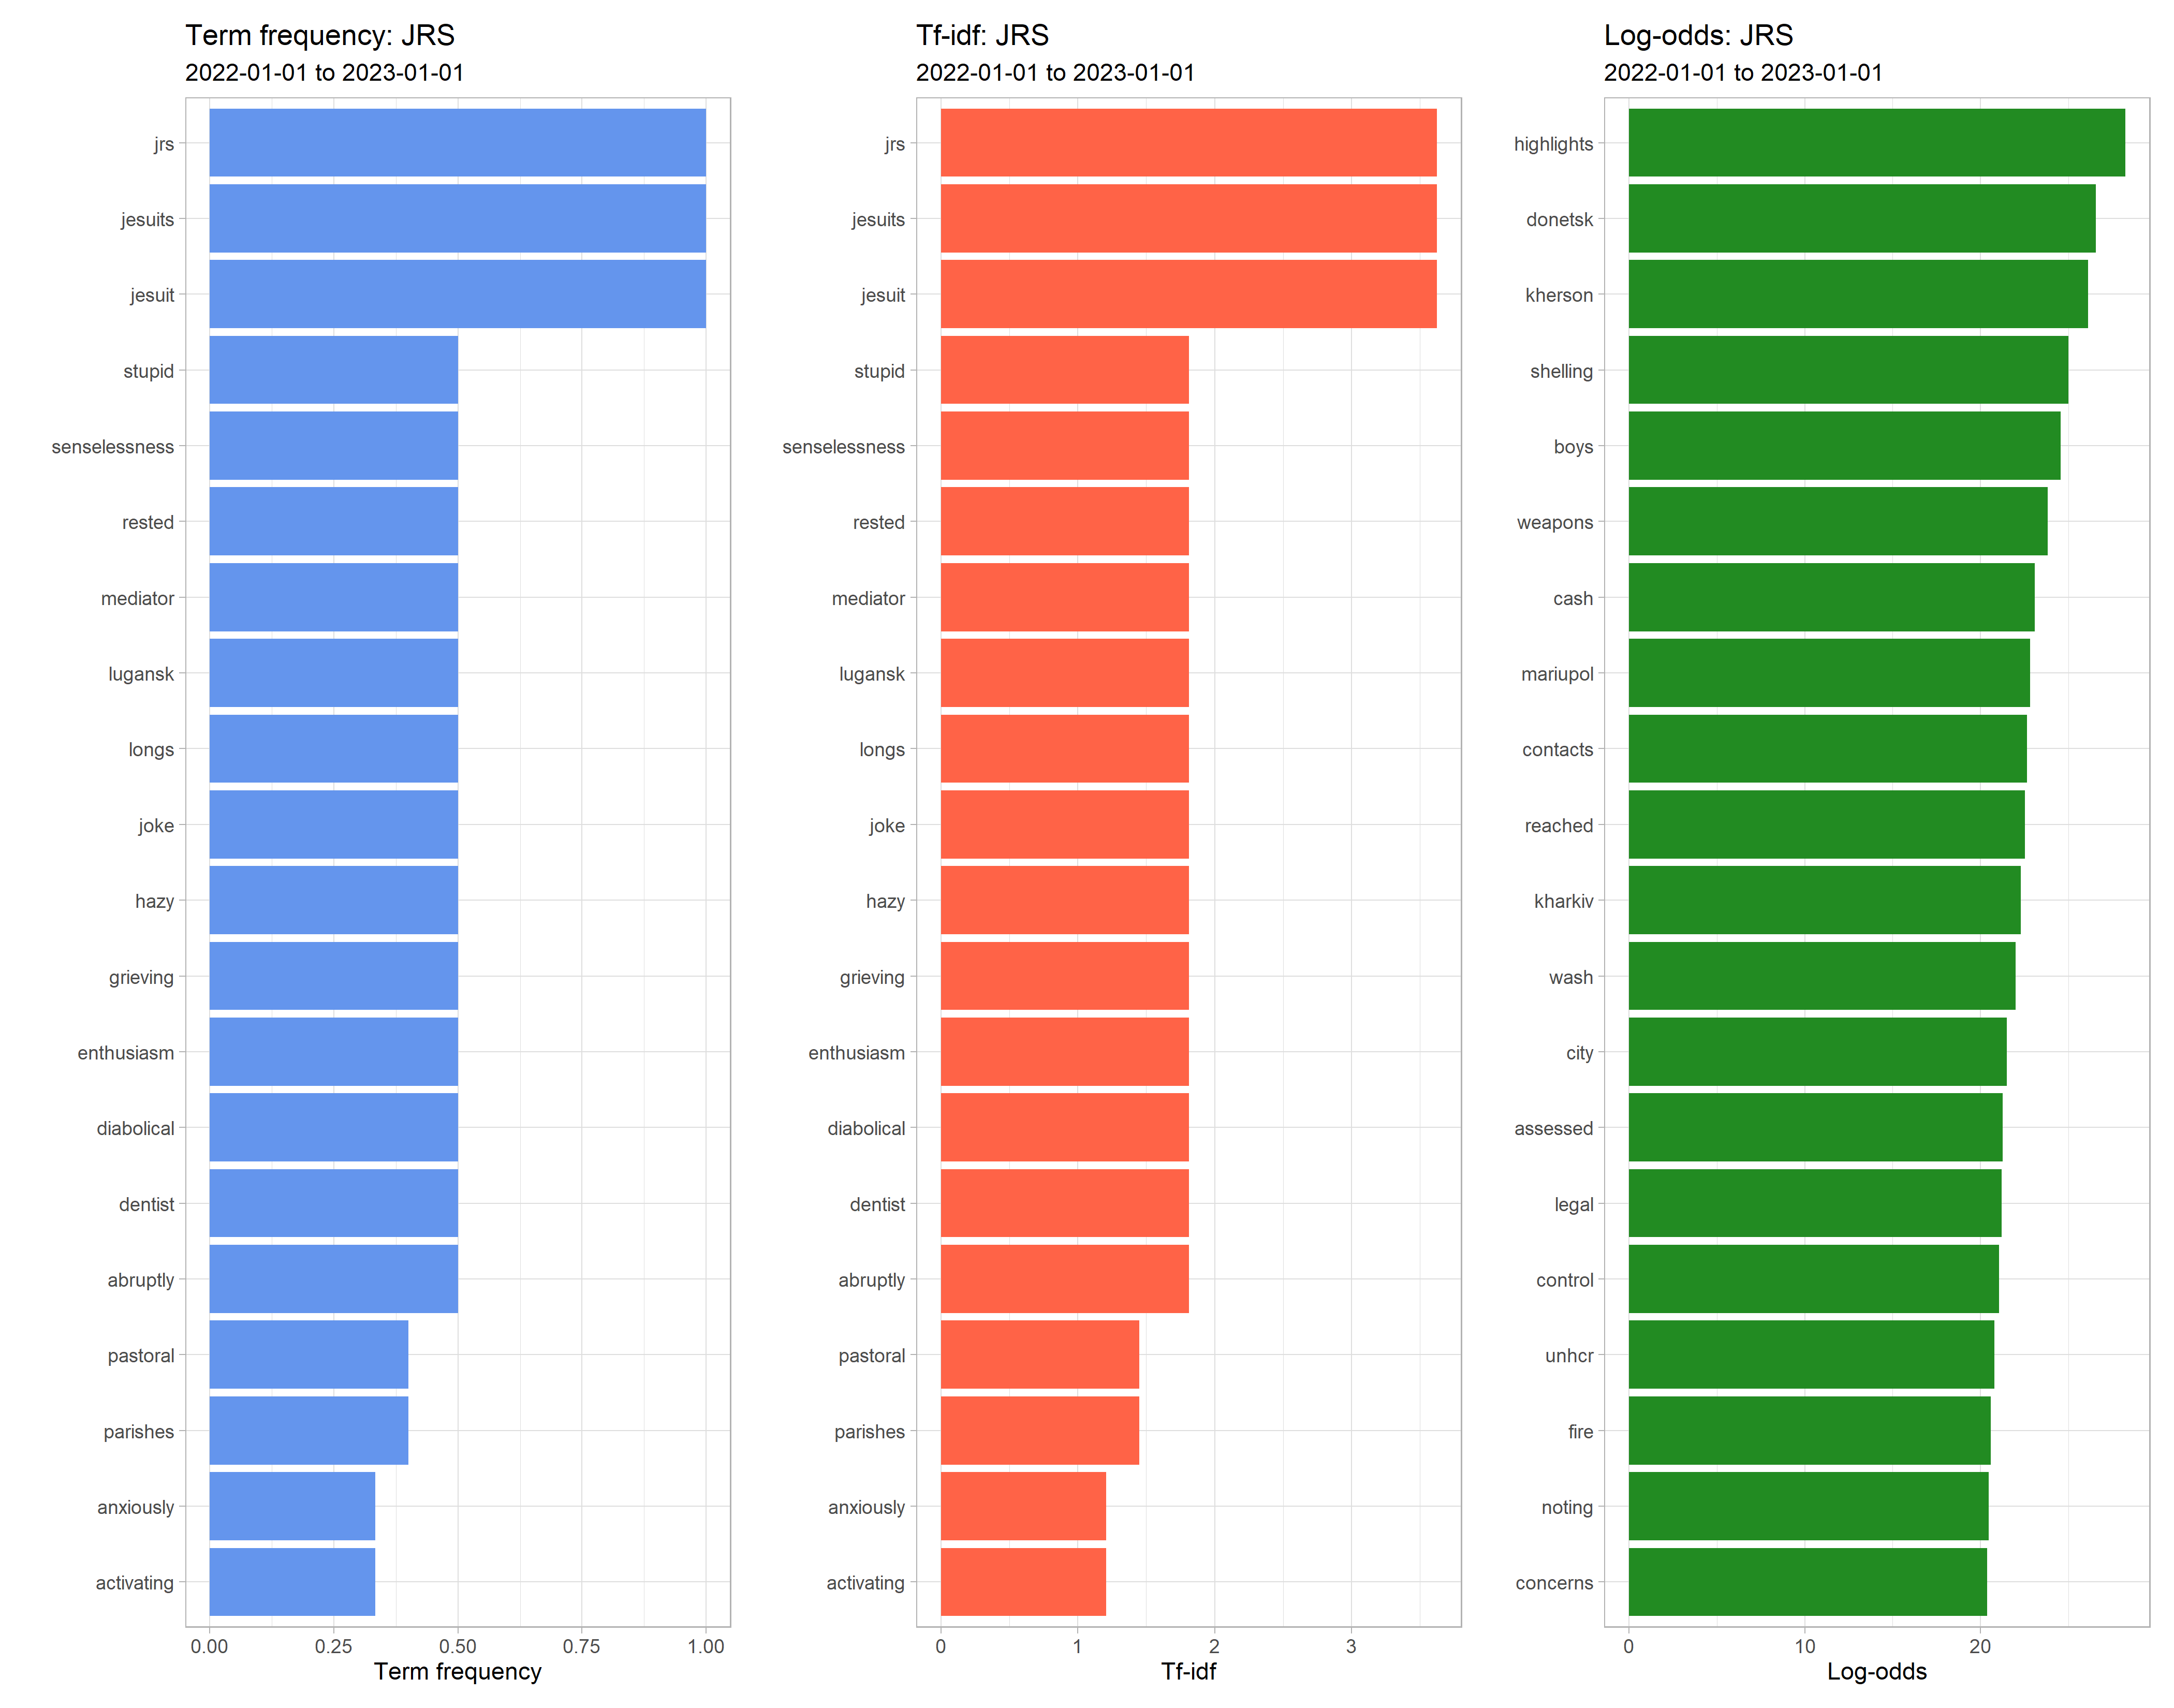 Term frequency: JRS
2022-01-01 to 2023-01-01
jrs
jesuits
jesuit
stupid
senselessness
rested
mediator
lugansk
longs
joke
hazy
grieving
enthusiasm
diabolical
dentist
abruptly
pastoral
parishes
anxiously
activating
0.00 0.25 0.50 0.75 1.00
Term frequency
Tf-idf: JRS
2022-01-01 to 2023-01-01
jrs
jesuits
jesuit
stupid
senselessness
rested
mediator
lugansk
longs
joke
hazy
grieving
enthusiasm
diabolical
dentist
abruptly
pastoral
parishes
anxiously
activating
0 1 2 3
Tf-idf
Log-odds: JRS
2022-01-01 to 2023-01-01
highlights
donetsk
kherson
shelling
boys
weapons
cash
mariupol
contacts
reached
kharkiv
wash
city
assessed
legal
control
unhcr
fire
noting
concerns
0 10 20
Log-odds